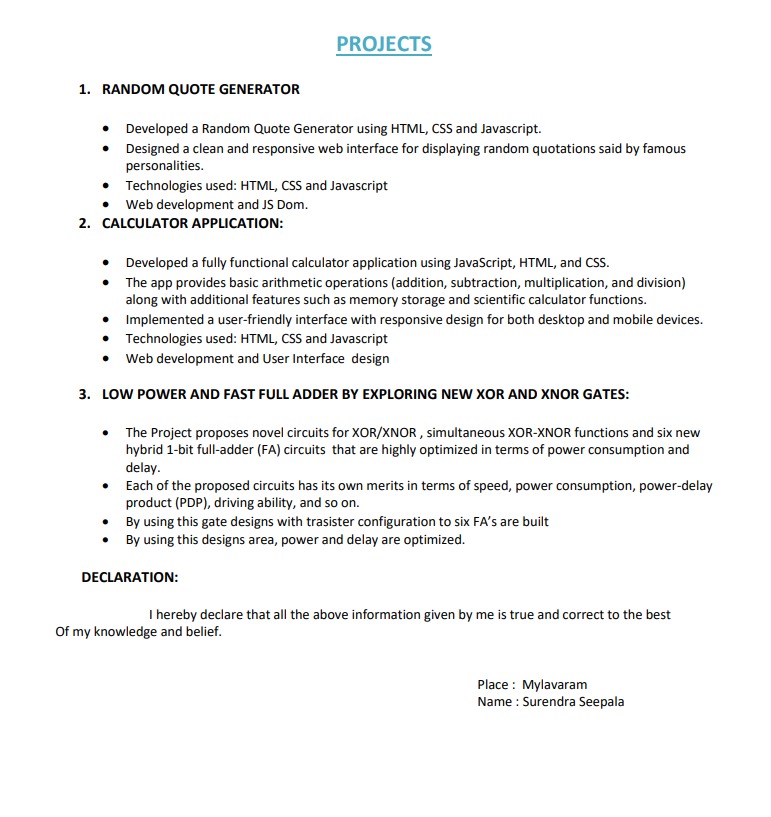 PROJECTS
1. RANDOM QUOTE GENERATOR
• Developed a Random Quote Generator using HTML, CSS and Javascript.
• Designed a clean and responsive web interface for displaying random quotations said by famous
personalities.
• Technologies used: HTML, CSS and Javascript
• Web development and JS Dom.
2. CALCULATOR APPLICATION:
• Developed a fully functional calculator application using JavaScript, HTML, and CSS.
• The app provides basic arithmetic operations (addition, subtraction, multiplication, and division)
along with additional features such as memory storage and scientific calculator functions.
• Implemented a user-friendly interface with responsive design for both desktop and mobile devices.
• Technologies used: HTML, CSS and Javascript
• Web development and User Interface design
3. LOW POWER AND FAST FULL ADDER BY EXPLORING NEW XOR AND XNOR GATES:
• The Project proposes novel circuits for XOR/XNOR , simultaneous XOR-XNOR functions and six new
hybrid 1-bit full-adder (FA) circuits that are highly optimized in terms of power consumption and
delay.
• Each of the proposed circuits has its own merits in terms of speed, power consumption, power-delay
product (PDP), driving ability, and so on.
• By using this gate designs with trasister configuration to six FA's are built
• By using this designs area, power and delay are optimized.
DECLARATION:
I hereby declare that all the above information given by me is true and correct to the best
Of my knowledge and belief.
Place : Mylavaram
Name : Surendra Seepala